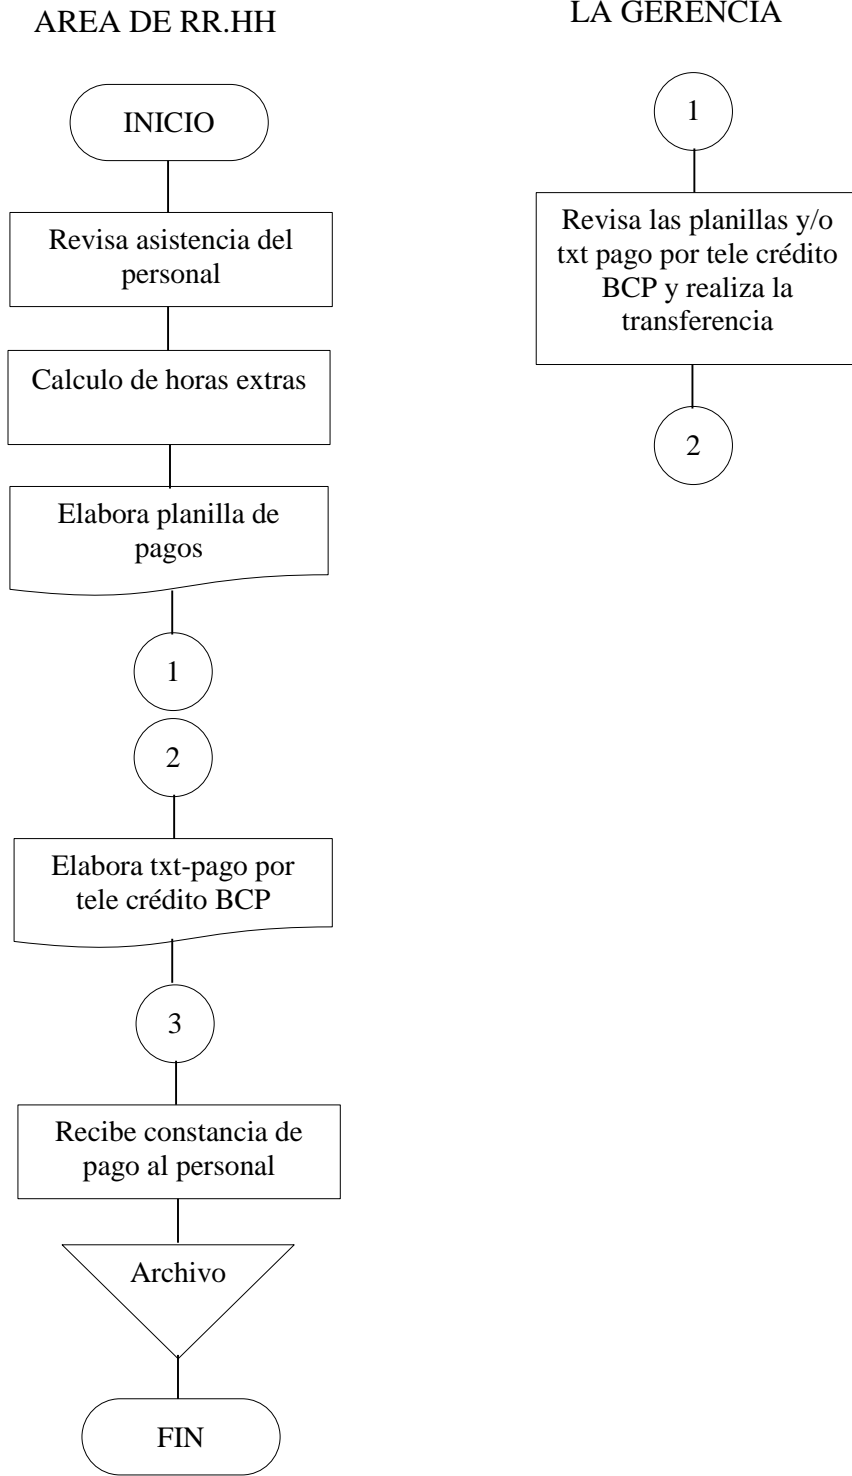 AREA DE RR.HH
INICIO
Revisa asistencia del
personal
Calculo de horas extras
Elabora planilla de
pagos
1
2
Elabora txt-pago por
tele crédito BCP
3
Recibe constancia de
pago al personal
Archivo
FIN
LA GERENCIA
1
Revisa las planillas y/o
txt pago por tele crédito
BCP y realiza la
transferencia
2